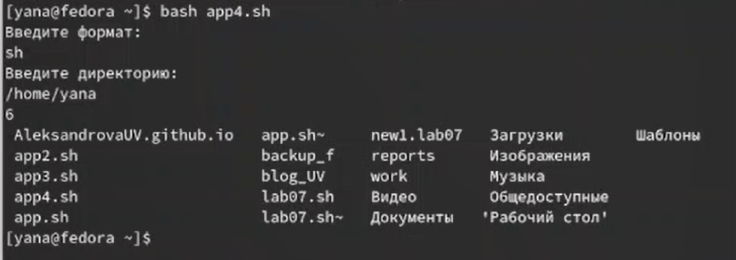 [yana@fedora ~]$ bash app4.sh
Введите формат:
sh
Введите директорию:
/home/yana
6
AleksandrovaUV.github.io app.sh~ new1.lab07 Загрузки Шаблоны
app2.sh backup_f reports Изображения
app3.sh blog_UV work Музыка
app4.sh lab07.sh Видео Общедоступные
app.sh lab07.sh~ Документы 'Рабочий стол'
[yana@fedora ~]$